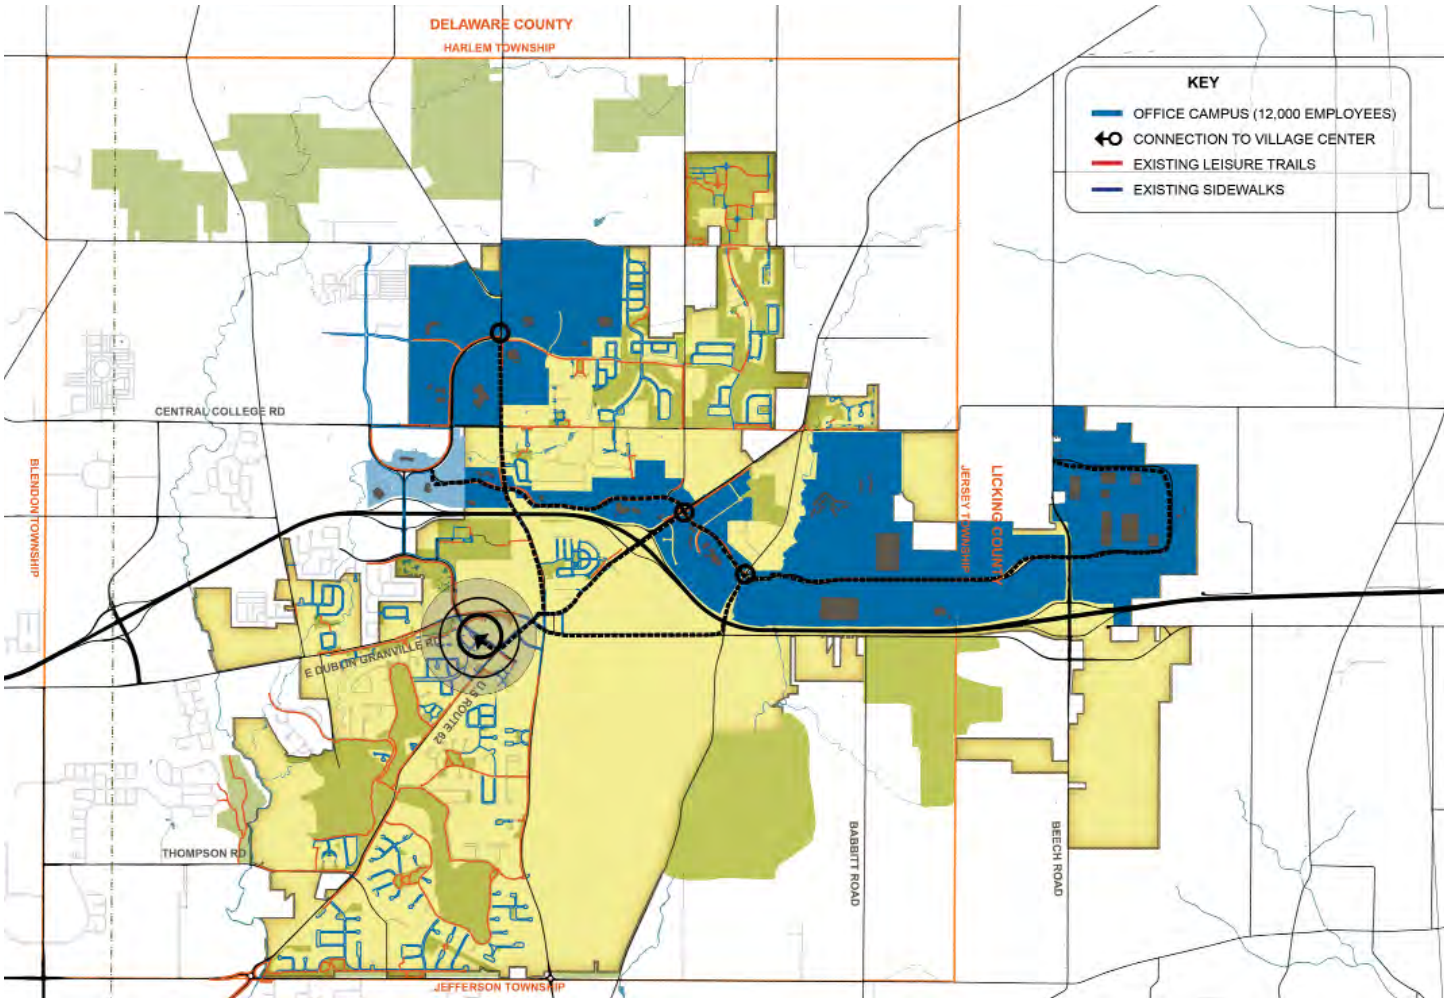 DELAWARE COUNTY
HARLEM TOWNSHIP
KEY
OFFICE CAMPUS (12,000 EMPLOYEES)
CONNECTION TO VILLAGE CENTER
EXISTING LEISURE TRAILS
EXISTING SIDEWALKS
CENTRAL COLLEGE RD
BLENDON TOWNSHIP
JERSEY TOWNSHIP
LICKING COUNTY
E DUBLIN GRANVILLE RD
U.S ROUTE 62
THOMPSON RD
BABBITT ROAD
BEECH ROAD
JEFFERSON TOWNSHIP